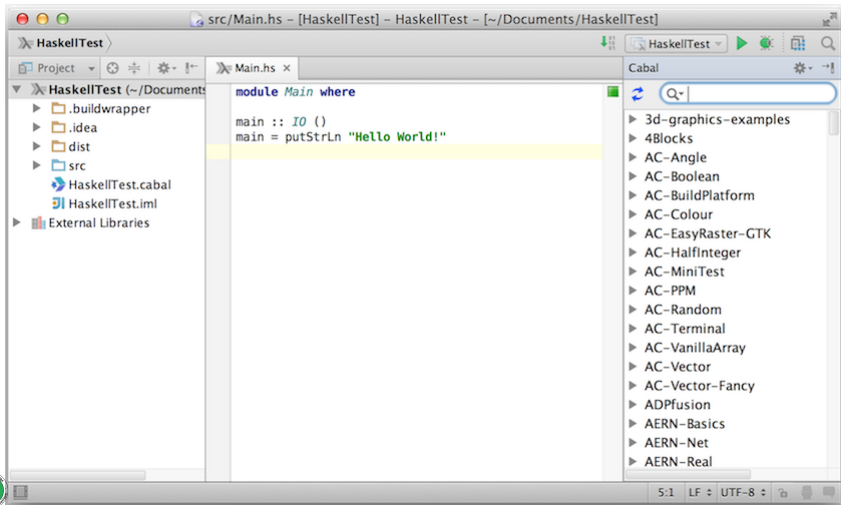 src/Main.hs – [HaskellTest] – HaskellTest – [~/Documents/HaskellTest]
HaskellTest
HaskellTest
Project
Main.hs ×
Cabal
HaskellTest (~/Documents
.buildwrapper
.idea
dist
src
HaskellTest.cabal
HaskellTest.iml
External Libraries
module Main where
main :: IO ()
main = putStrLn "Hello World!"
3d-graphics-examples
4Blocks
AC-Angle
AC-Boolean
AC-BuildPlatform
AC-Colour
AC-EasyRaster-GTK
AC-HalfInteger
AC-MiniTest
AC-PPM
AC-Random
AC-Terminal
AC-VanillaArray
AC-Vector
AC-Vector-Fancy
ADPfusion
AERN-Basics
AERN-Net
AERN-Real
5:1 LF UTF-8